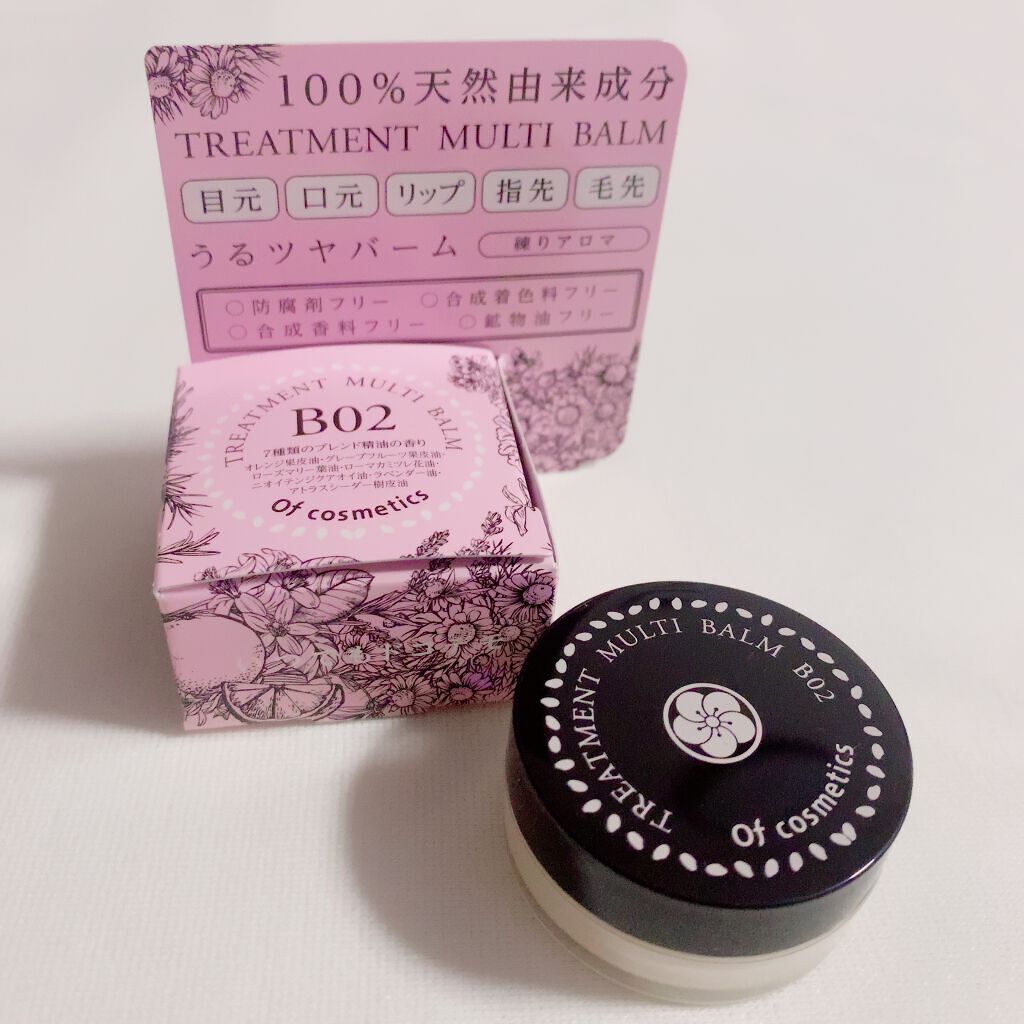 100%天然由来成分
TREATMENT MULTI BALM
目元 口元 リップ 指先 毛先
うるツヤバーム 練りアロマ
○防腐剤フリー ○合成着色料フリー
○合成香料フリー ○鉱物油フリー
TREATMENT MULTI BALM
B02
7種類のブレンド精油の香り
オレンジ果皮油・グレープフルーツ果皮油・
ローズマリー葉油・ローマカミツレ花油・
ニオイテンジクアオイ油・ラベンダー油・
アトラスシーダー樹皮油
Of cosmetics
TREATMENT MULTI BALM B02
Of cosmetics